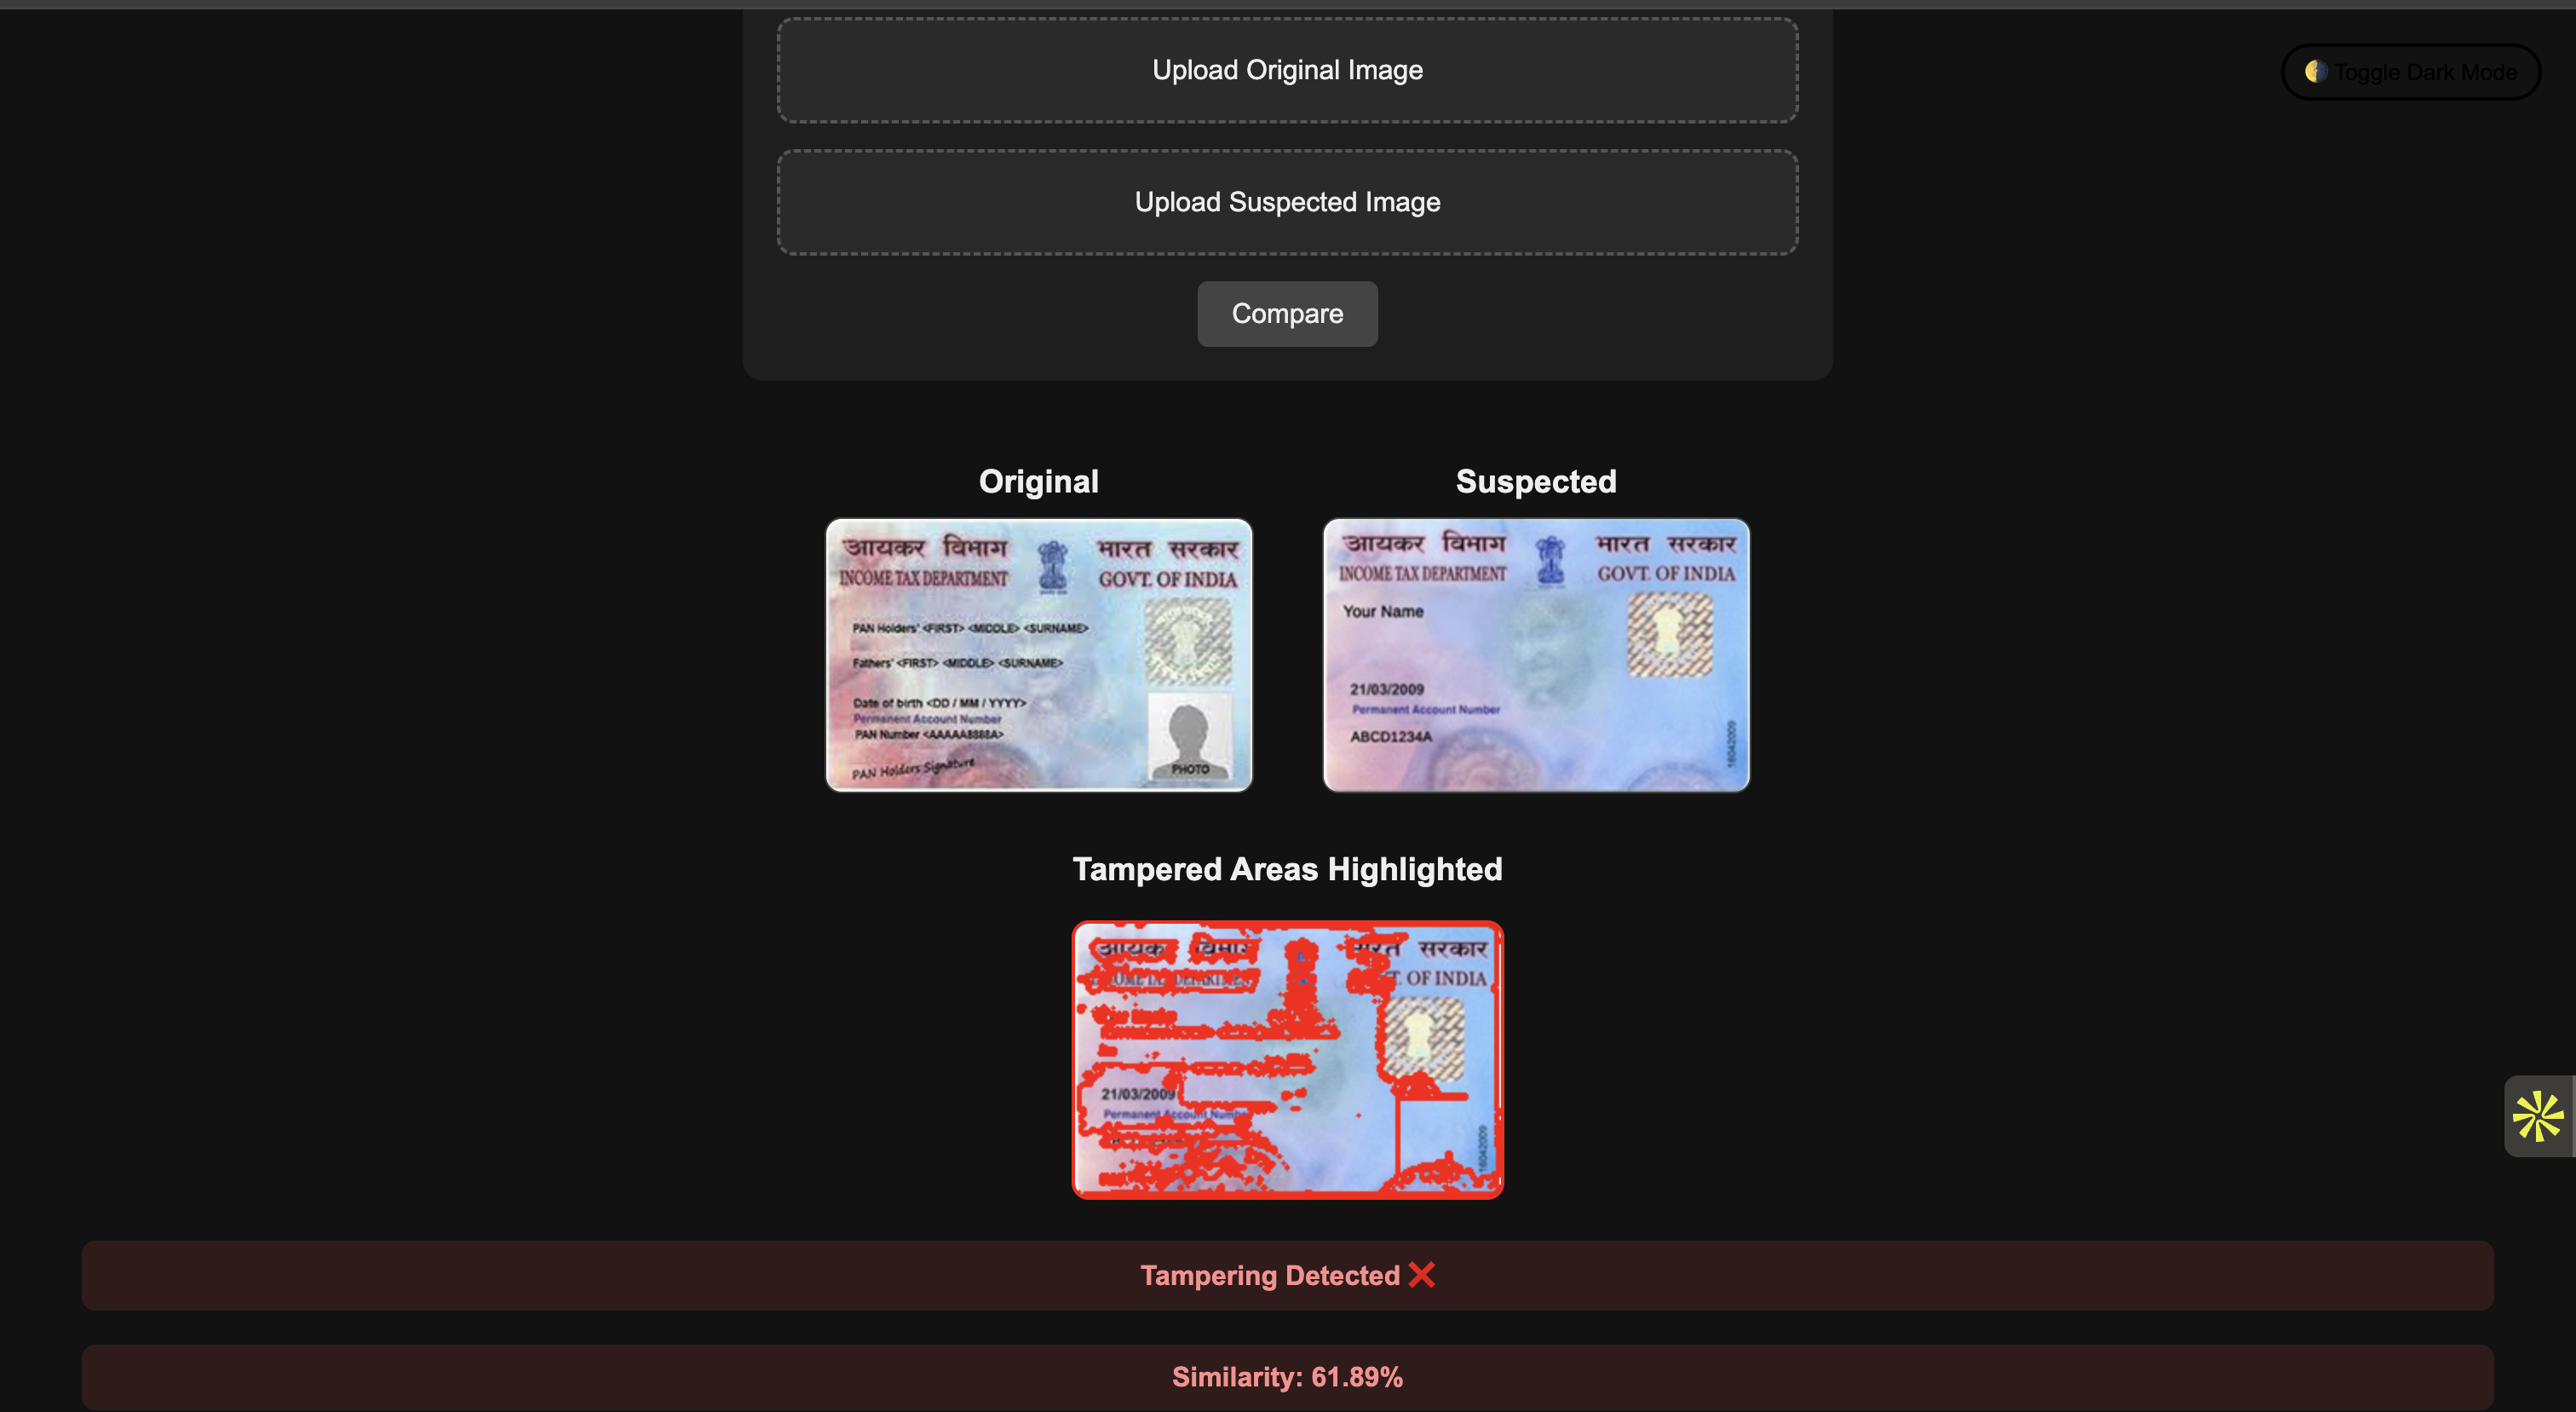 Upload Original Image
Toggle Dark Mode
Upload Suspected Image
Compare
Original
Suspected
आयकर विभाग भारत सरकार
INCOME TAX DEPARTMENT GOVT. OF INDIA
PAN Holders' <FIRST> <MIDDLE> <SURNAME>
Fathers' <FIRST> <MIDDLE> <SURNAME>
Date of birth <DD / MM / YYYY>
Permanent Account Number
PAN Number <AAAAA8888A>
PAN Holders Signature
PHOTO
आयकर विभाग भारत सरकार
INCOME TAX DEPARTMENT GOVT. OF INDIA
Your Name
21/03/2009
Permanent Account Number
ABCD1234A
16042009
Tampered Areas Highlighted
आयकर विभाग भारत सरकार
OF INDIA
21/03/2009
Permanent Account Number
16042009
Tampering Detected ❌
Similarity: 61.89%